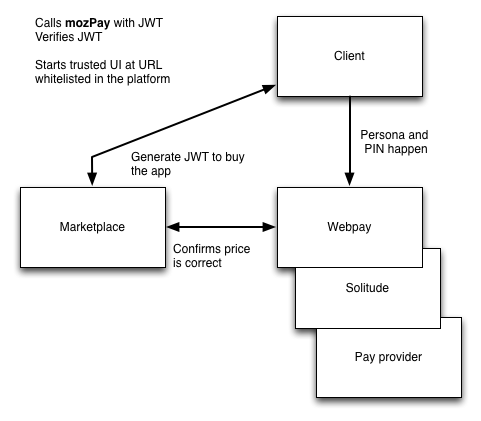 Calls mozPay with JWT
Verifies JWT
Starts trusted UI at URL
whitelisted in the platform
Client
Persona and
PIN happen
Generate JWT to buy
the app
Marketplace
Webpay
Confirms price
is correct
Solitude
Pay provider